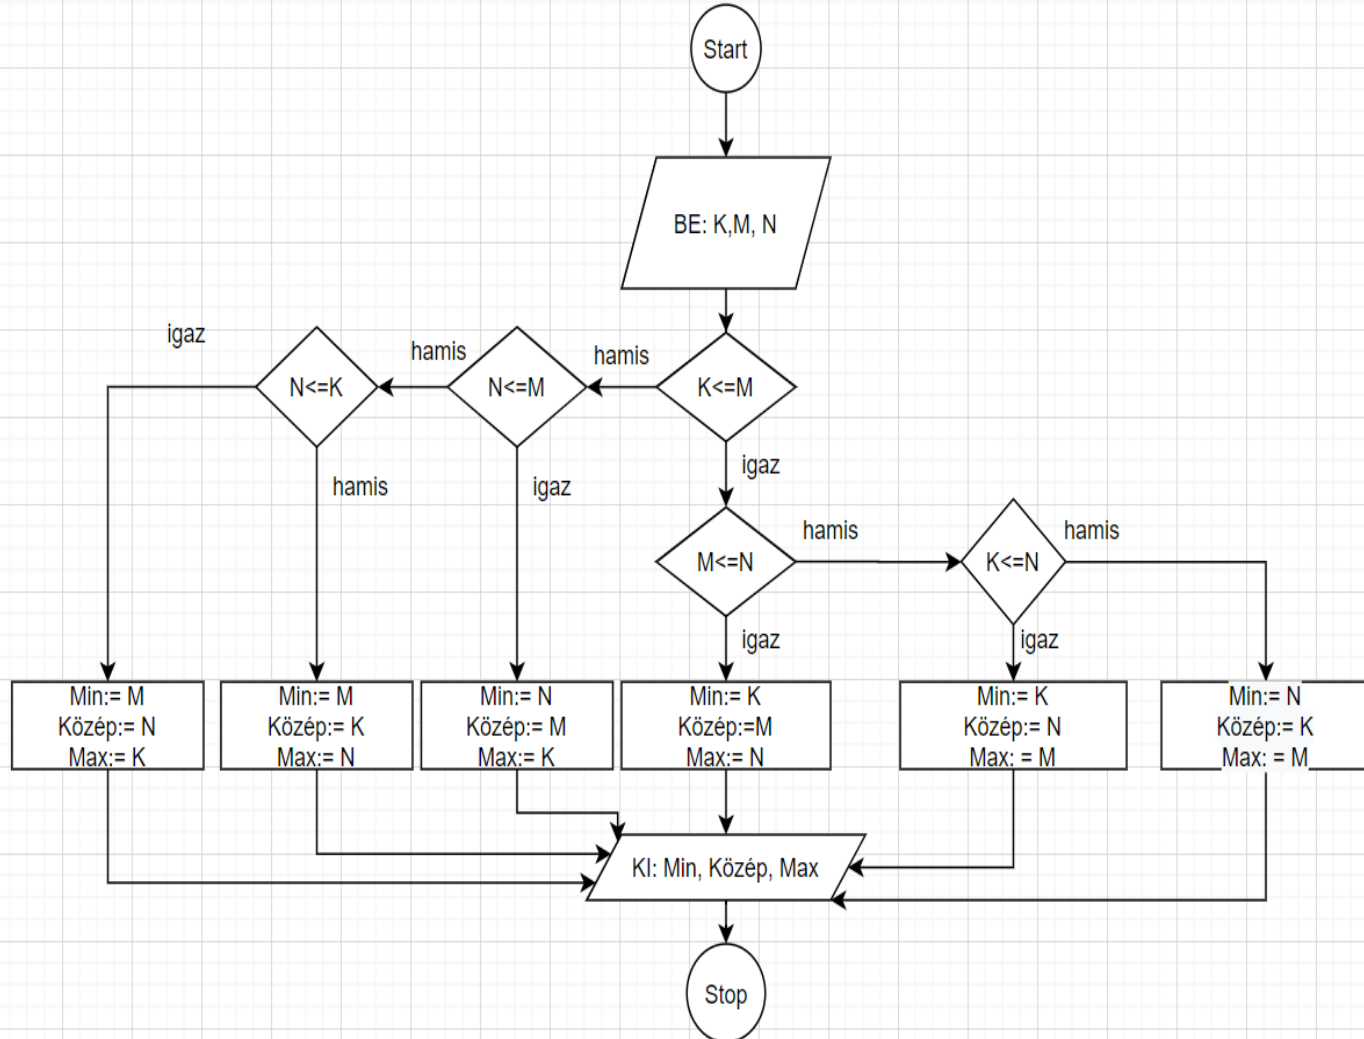 Start
BE: K,M, N
igaz
hamis
hamis
N<=K
N<=M
K<=M
hamis
igaz
igaz
hamis
hamis
M<=N
K<=N
igaz
igaz
Min:= M
Közép:= N
Max:= K
Min:= M
Közép:= K
Max:= N
Min:= N
Közép:= M
Max:= K
Min:= K
Közép:=M
Max:= N
Min:= K
Közép:= N
Max: = M
Min:= N
Közép:= K
Max: = M
KI: Min, Közép, Max
Stop